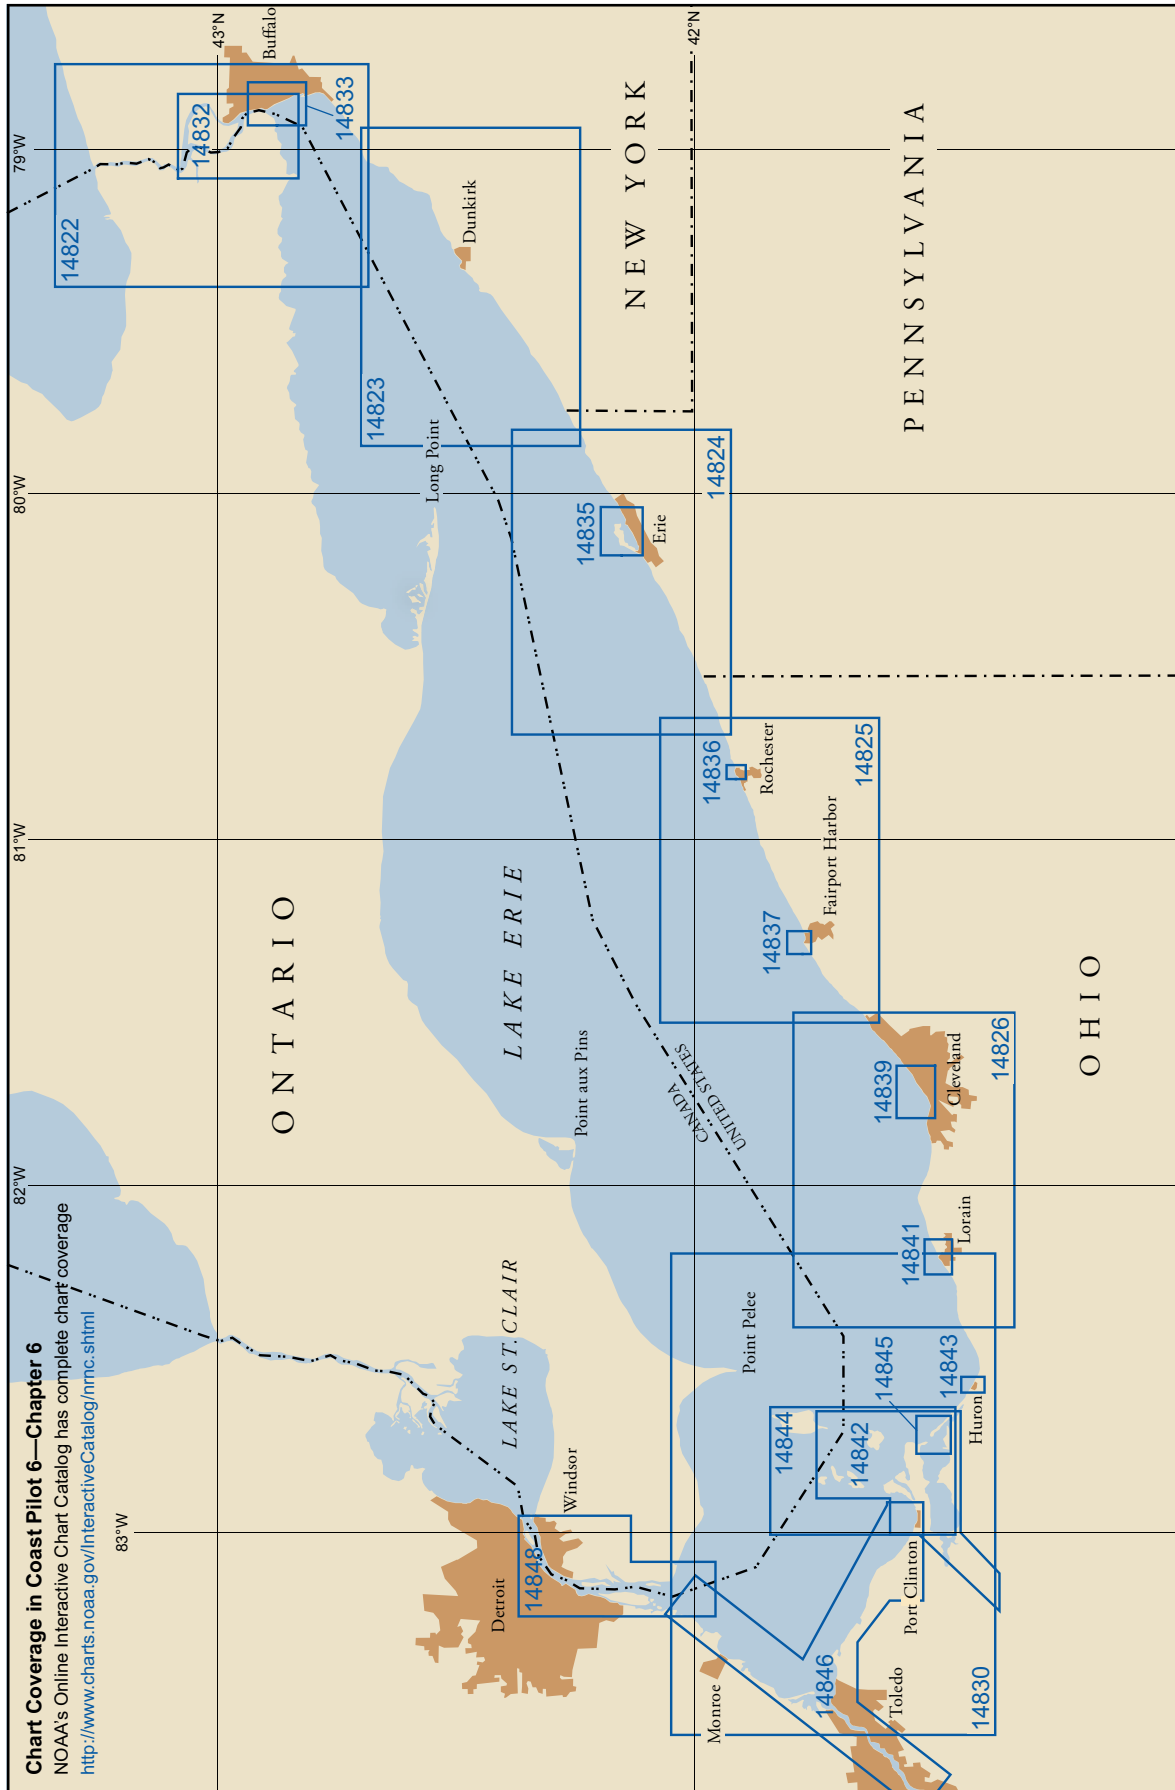 Chart Coverage in Coast Pilot 6—Chapter 6
NOAA's Online Interactive Chart Catalog has complete chart coverage
http://www.charts.noaa.gov/InteractiveCatalog/nrnc.shtml
83°W
82°W
81°W
80°W
79°W
43°N
42°N
ONTARIO
LAKE ERIE
LAKE ST. CLAIR
CANADA
UNITED STATES
NEW YORK
PENNSYLVANIA
OHIO
14822
14832
Buffalo
14833
14823
Long Point
Dunkirk
14824
14835
Erie
14836
Rochester
14825
14837
Fairport Harbor
Point aux Pins
14826
14839
Cleveland
14841
Lorain
Point Pelee
14845
14843
Huron
14844
14842
Windsor
Detroit
14848
Port Clinton
Monroe
14846
Toledo
14830